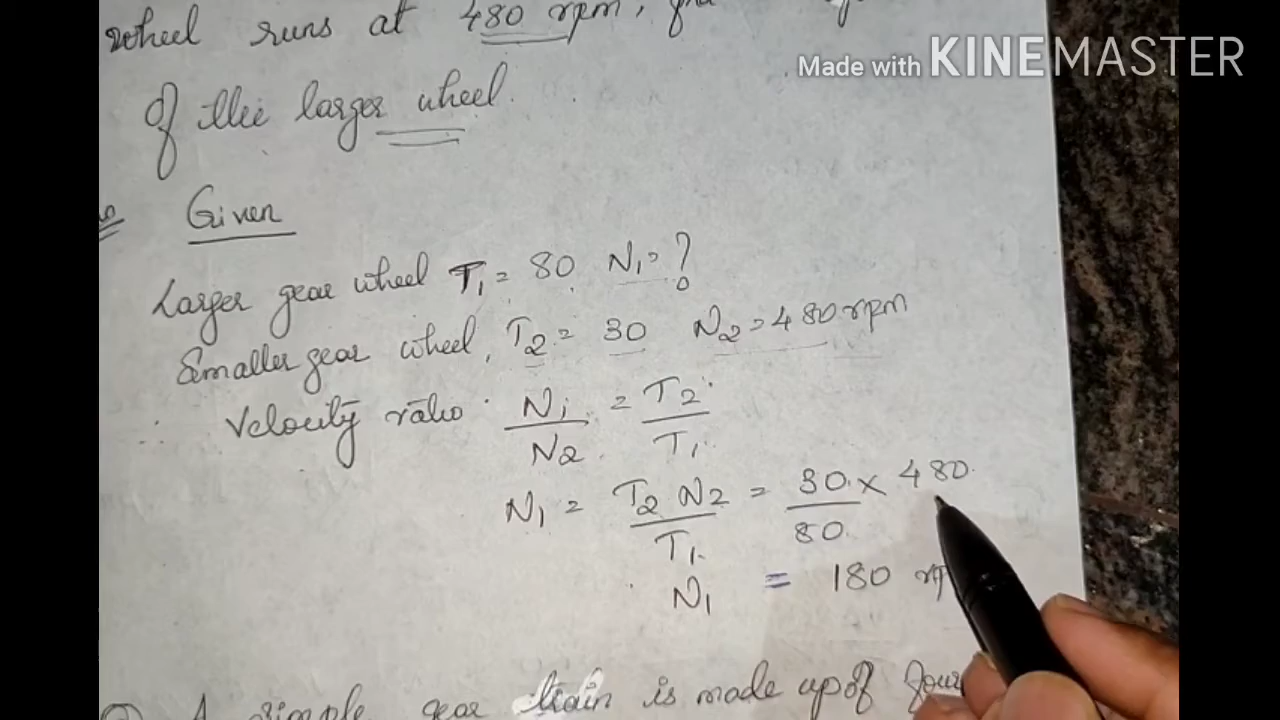 wheel runs at 480 rpm,
Made with KINEMASTER
of the larger wheel.
Given
Larger gear wheel T1 = 80 N1 = ?
Smaller gear wheel, T2 = 30 N2 = 480 rpm
∴ Velocity ratio N1/N2 = T2/T1
N1 = T2 N2/T1 = 30/80 × 480
N1 = 180
A simple gear train is made up of four